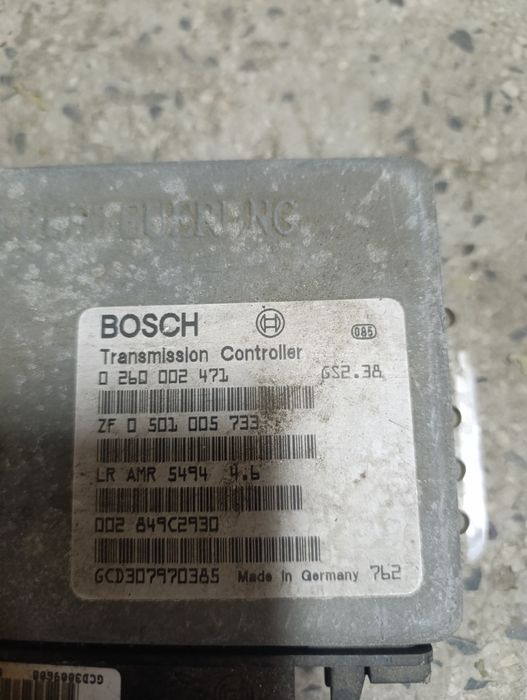 BOSCH 085
Transmission Controller
0 260 002 471 GS2.38
ZF 0 501 005 733
LR AMR 5494 4.6
002 849C2930
GCD307970385 Made in Germany 762